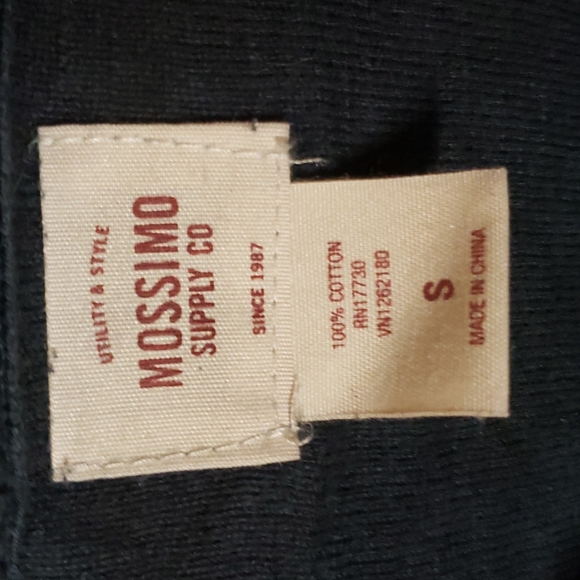 UTILITY & STYLE
MOSSIMO
SUPPLY CO
SINCE 1987
100% COTTON
RN17730
VN1262180
S
MADE IN CHINA